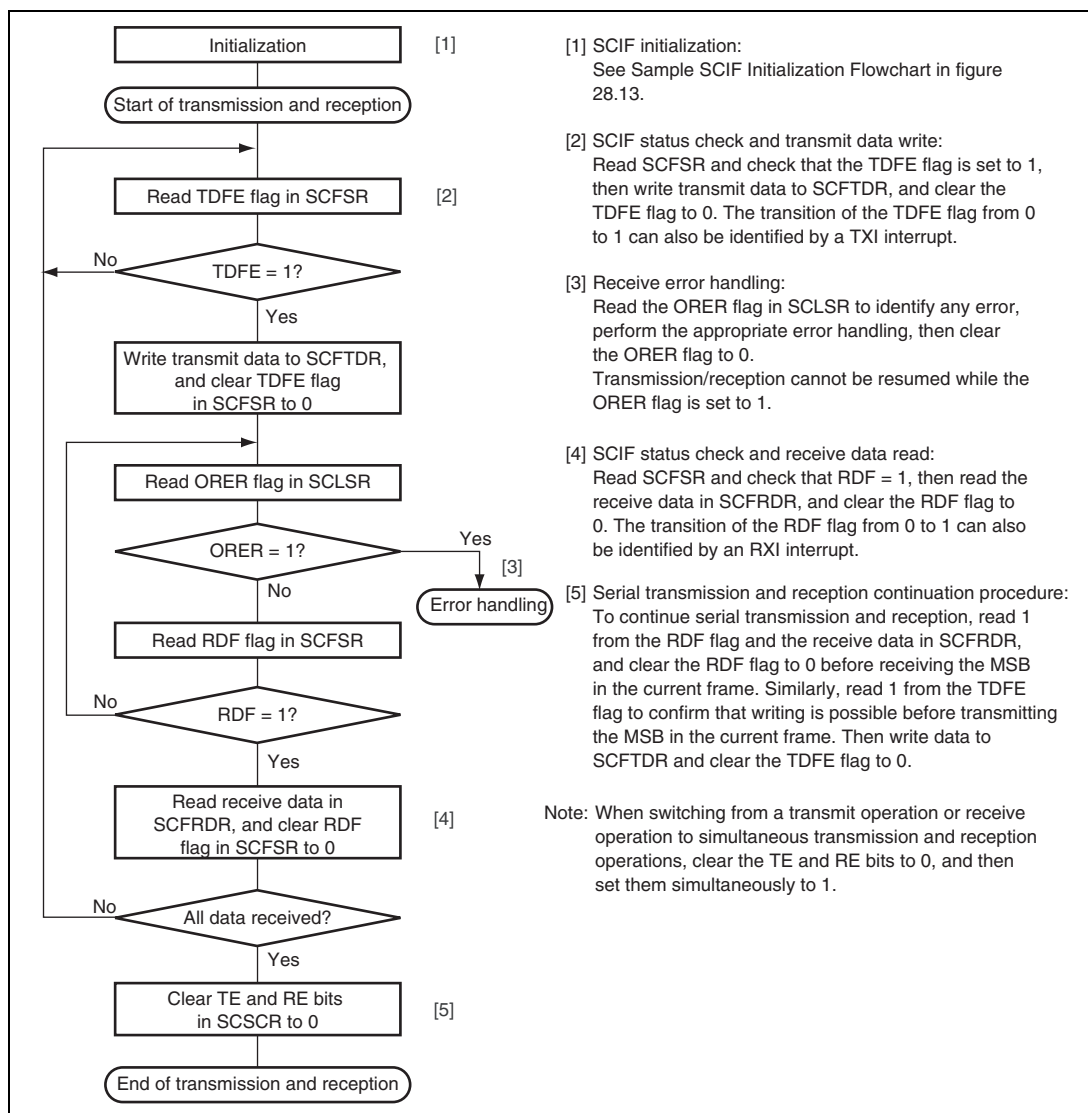 Initialization
[1]
Start of transmission and reception
Read TDFE flag in SCFSR
[2]
No
TDFE = 1?
Yes
Write transmit data to SCFTDR,
and clear TDFE flag
in SCFSR to 0
Read ORER flag in SCLSR
ORER = 1?
Yes
[3]
No
Error handling
Read RDF flag in SCFSR
No
RDF = 1?
Yes
Read receive data in
SCFRDR, and clear RDF
flag in SCFSR to 0
[4]
No
All data received?
Yes
Clear TE and RE bits
in SCSCR to 0
[5]
End of transmission and reception
[1] SCIF initialization:
See Sample SCIF Initialization Flowchart in figure
28.13.
[2] SCIF status check and transmit data write:
Read SCFSR and check that the TDFE flag is set to 1,
then write transmit data to SCFTDR, and clear the
TDFE flag to 0. The transition of the TDFE flag from 0
to 1 can also be identified by a TXI interrupt.
[3] Receive error handling:
Read the ORER flag in SCLSR to identify any error,
perform the appropriate error handling, then clear
the ORER flag to 0.
Transmission/reception cannot be resumed while the
ORER flag is set to 1.
[4] SCIF status check and receive data read:
Read SCFSR and check that RDF = 1, then read the
receive data in SCFRDR, and clear the RDF flag to
0. The transition of the RDF flag from 0 to 1 can also
be identified by an RXI interrupt.
[5] Serial transmission and reception continuation procedure:
To continue serial transmission and reception, read 1
from the RDF flag and the receive data in SCFRDR,
and clear the RDF flag to 0 before receiving the MSB
in the current frame. Similarly, read 1 from the TDFE
flag to confirm that writing is possible before transmitting
the MSB in the current frame. Then write data to
SCFTDR and clear the TDFE flag to 0.
Note: When switching from a transmit operation or receive
operation to simultaneous transmission and reception
operations, clear the TE and RE bits to 0, and then
set them simultaneously to 1.